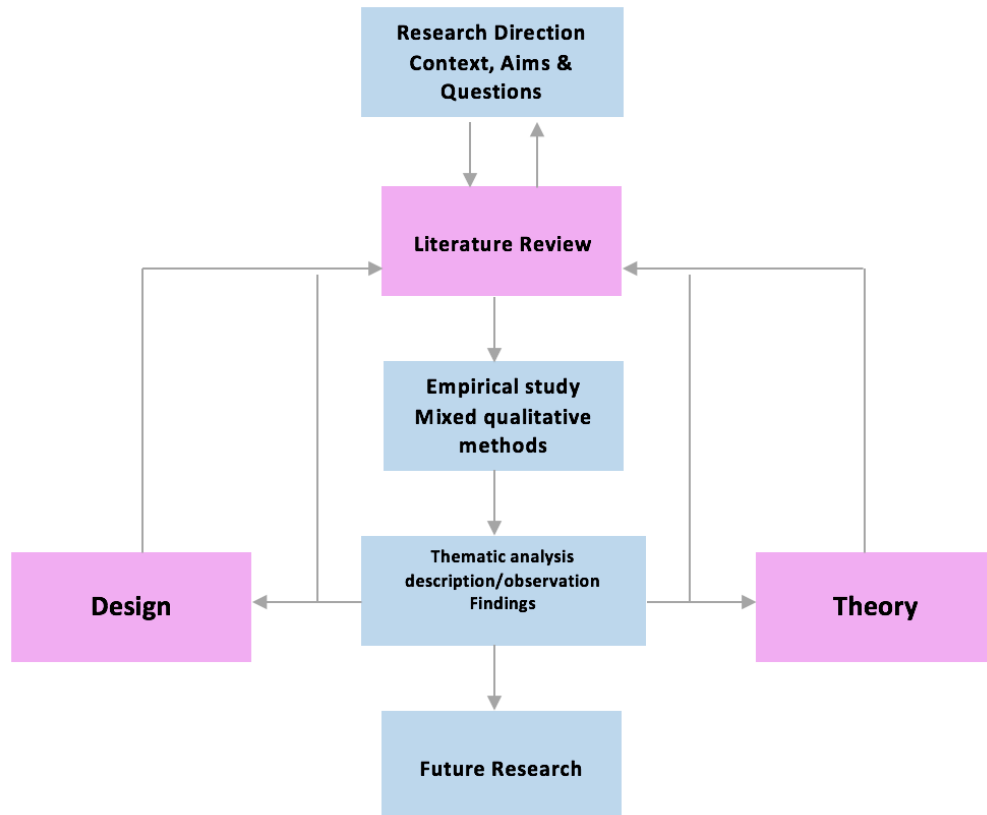 Research Direction
Context, Aims &
Questions
Literature Review
Empirical study
Mixed qualitative
methods
Thematic analysis
description/observation
Findings
Design
Theory
Future Research